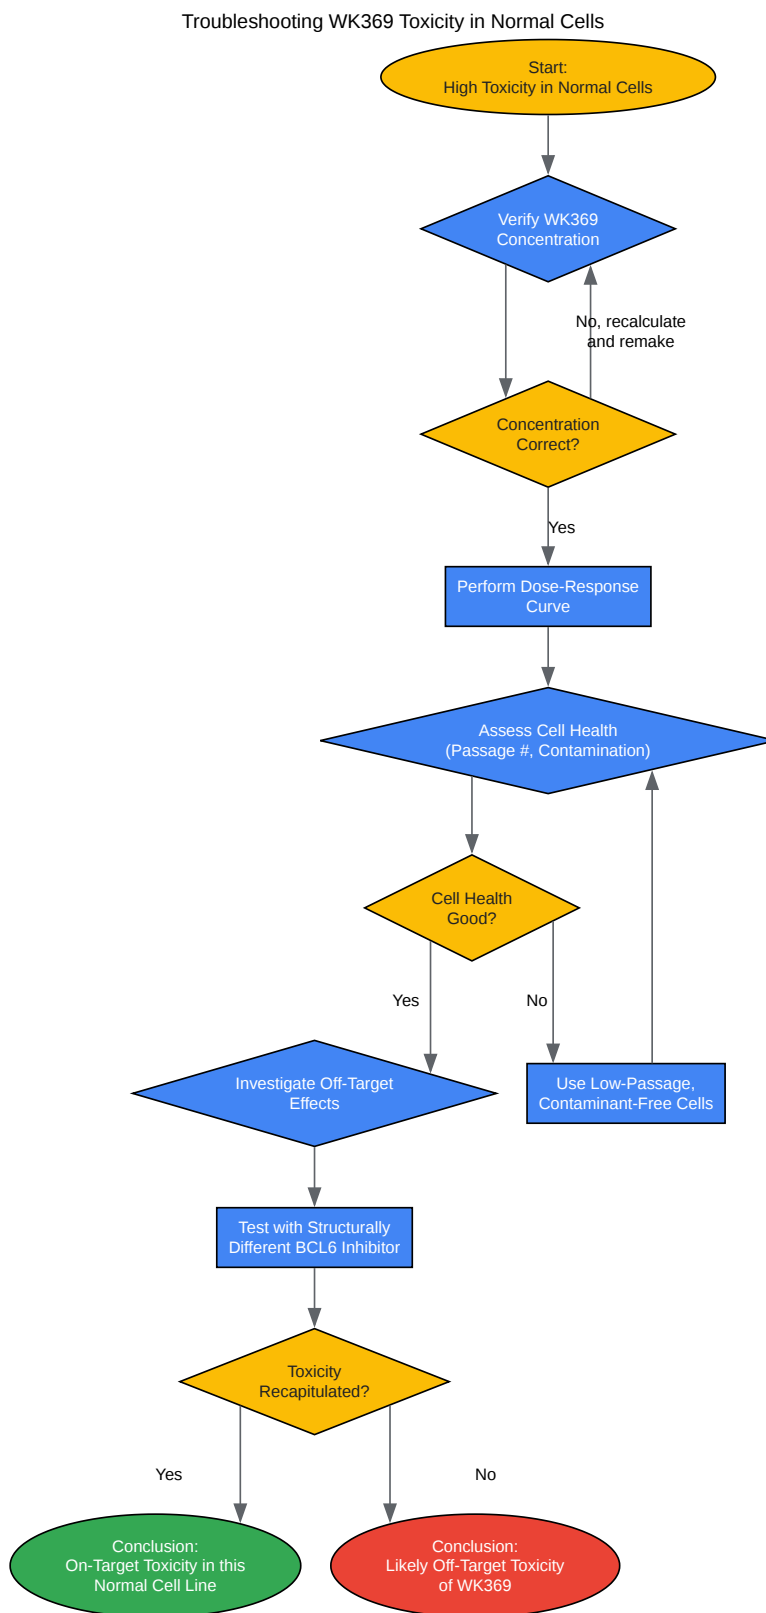 Troubleshooting WK369 Toxicity in Normal Cells
Start:
High Toxicity in Normal Cells
Verify WK369
Concentration
No, recalculate
and remake
Concentration
Correct?
Yes
Perform Dose-Response
Curve
Assess Cell Health
(Passage #, Contamination)
Cell Health
Good?
Yes
No
Investigate Off-Target
Effects
Use Low-Passage,
Contaminant-Free Cells
Test with Structurally
Different BCL6 Inhibitor
Toxicity
Recapitulated?
Yes
No
Conclusion:
On-Target Toxicity in this
Normal Cell Line
Conclusion:
Likely Off-Target Toxicity
of WK369